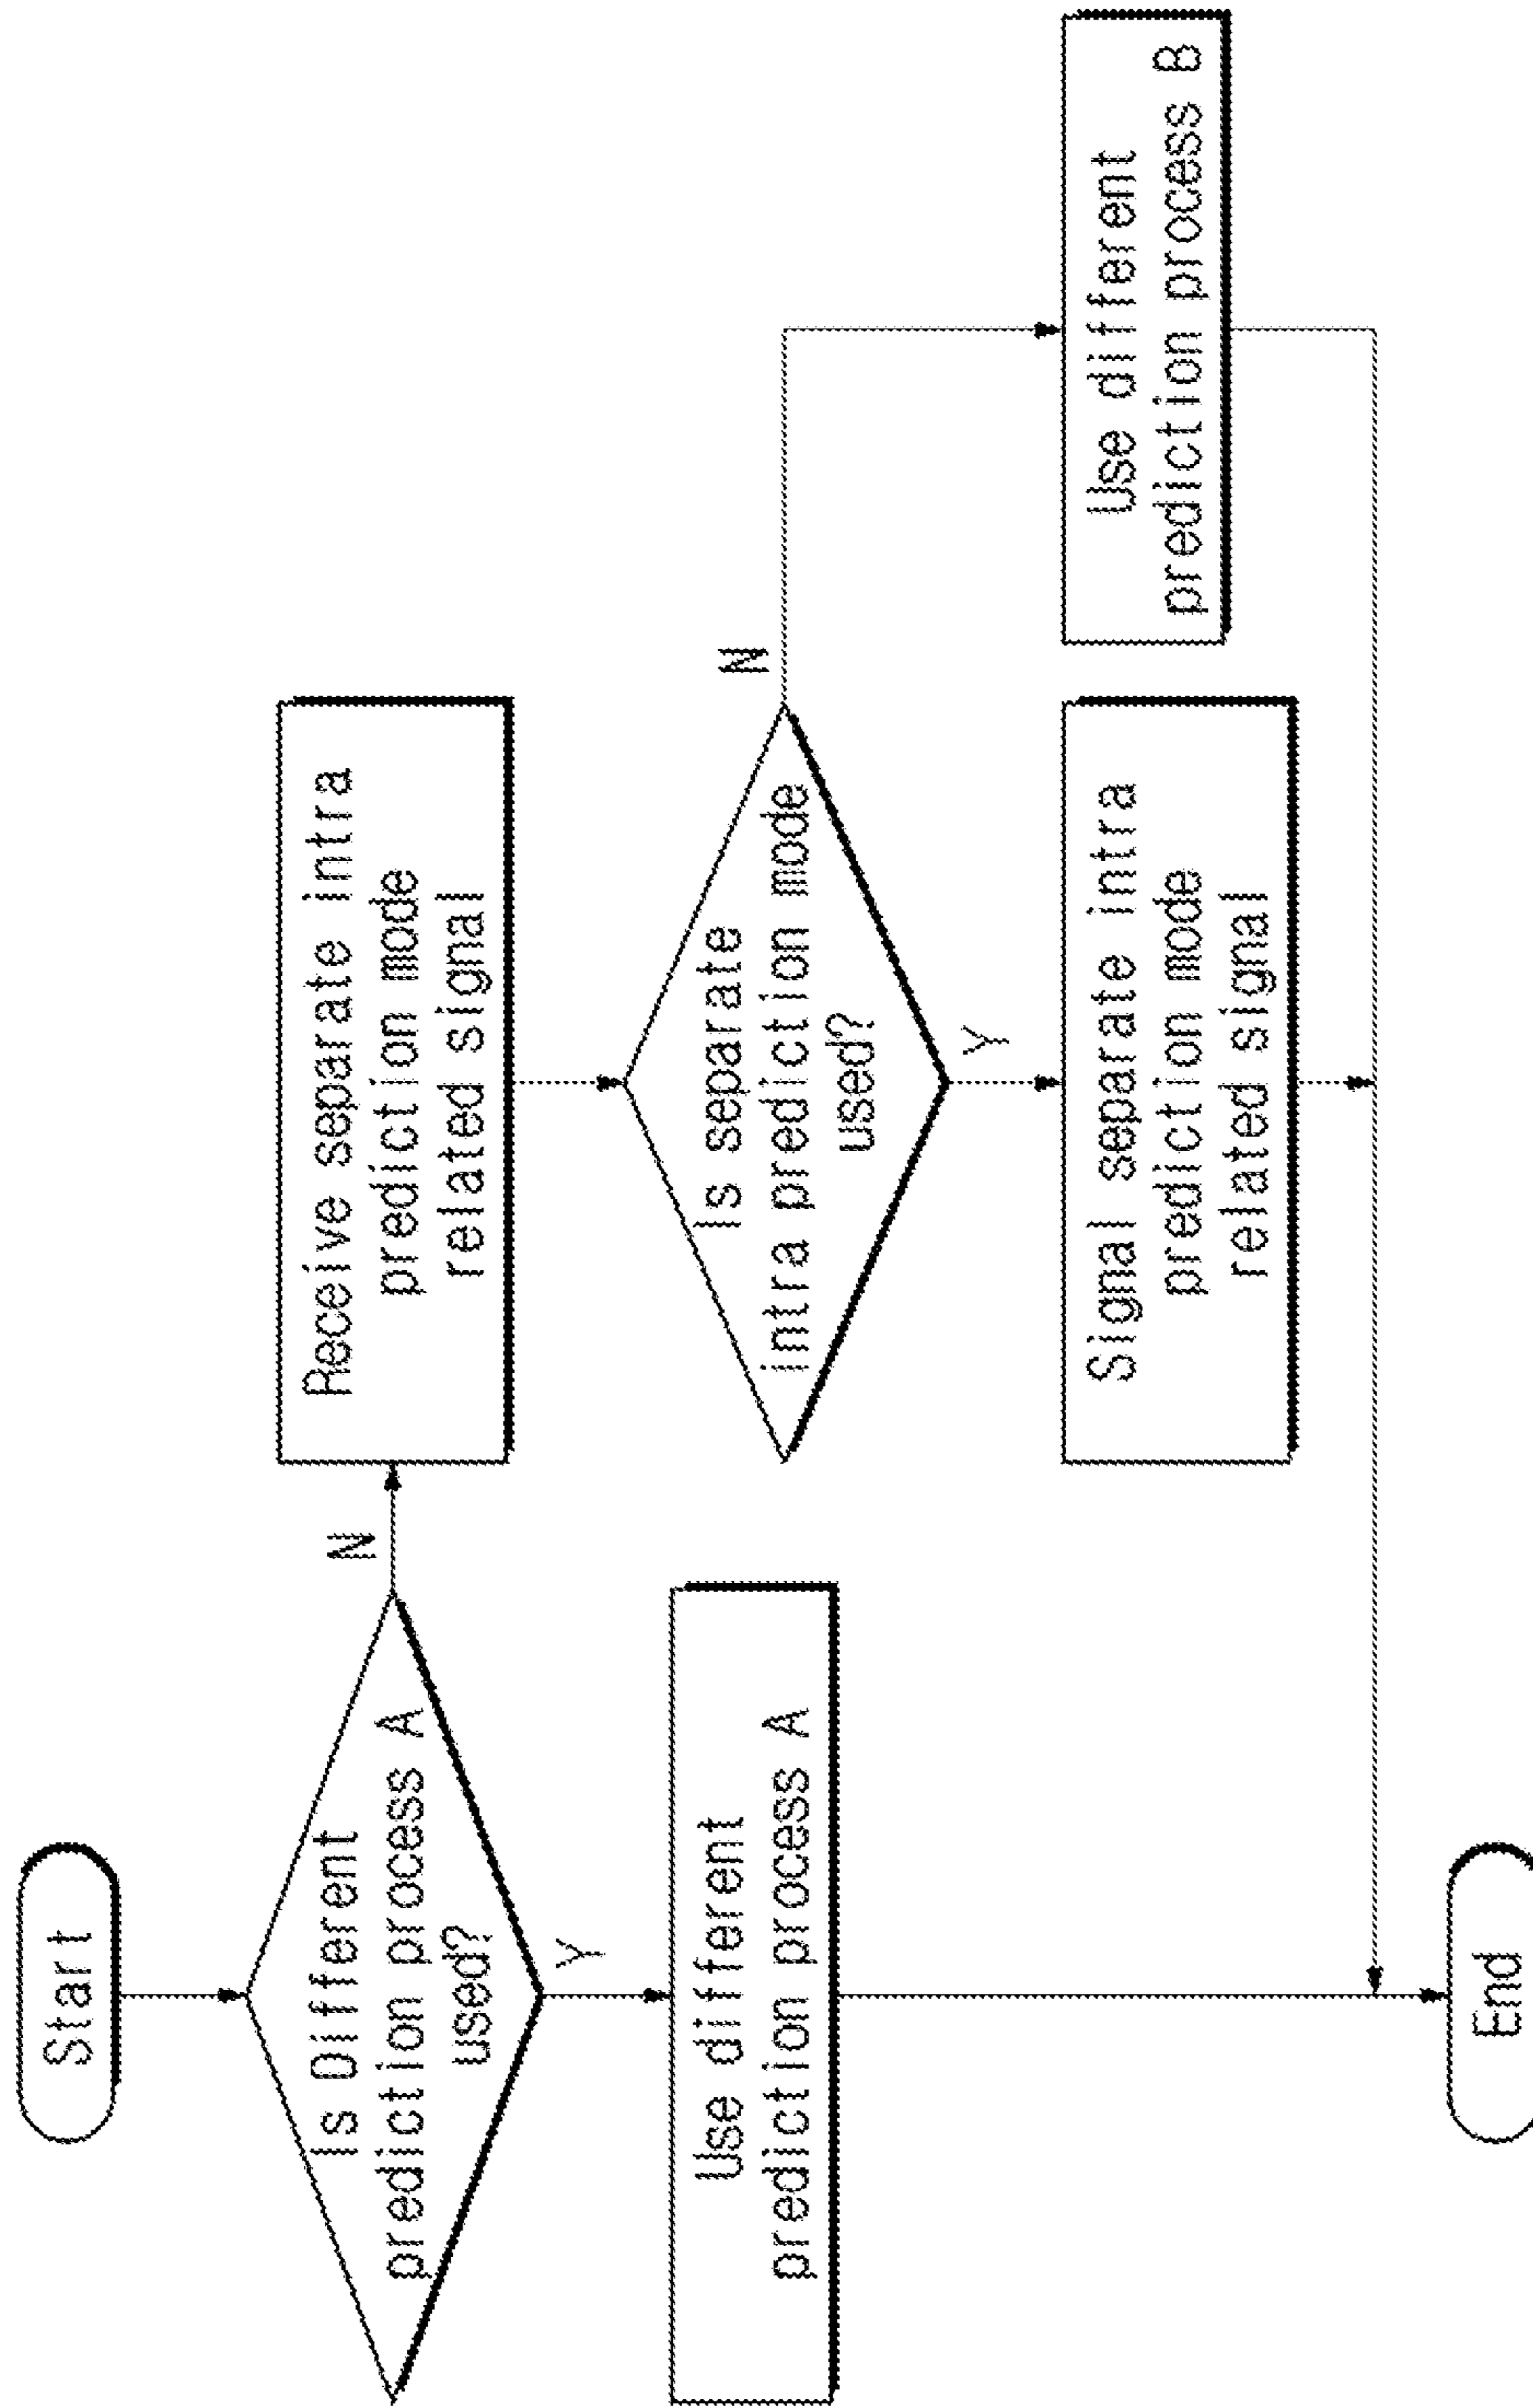 Start
Is Different
prediction process A
used?
N
Y
Receive separate intra
prediction mode
related signal
Use different
prediction process A
Is separate
intra prediction mode
used?
N
Y
Signal separate intra
prediction mode
related signal
Use different
prediction process B
End